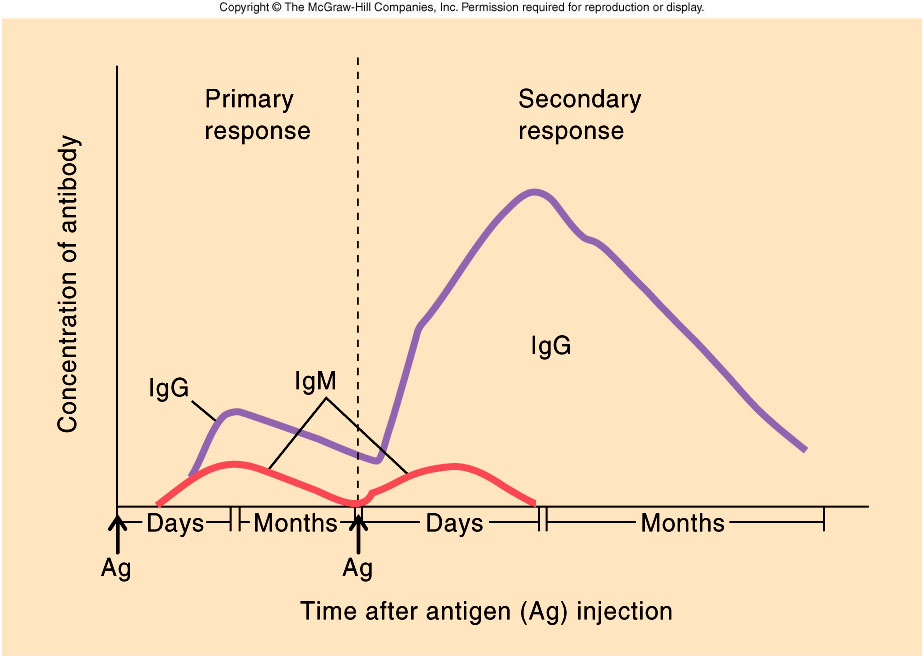 Copyright © The McGraw-Hill Companies, Inc. Permission required for reproduction or display.
Primary
response
Secondary
response
Concentration of antibody
IgG
IgM
IgG
Days
Months
Days
Months
Ag
Ag
Time after antigen (Ag) injection